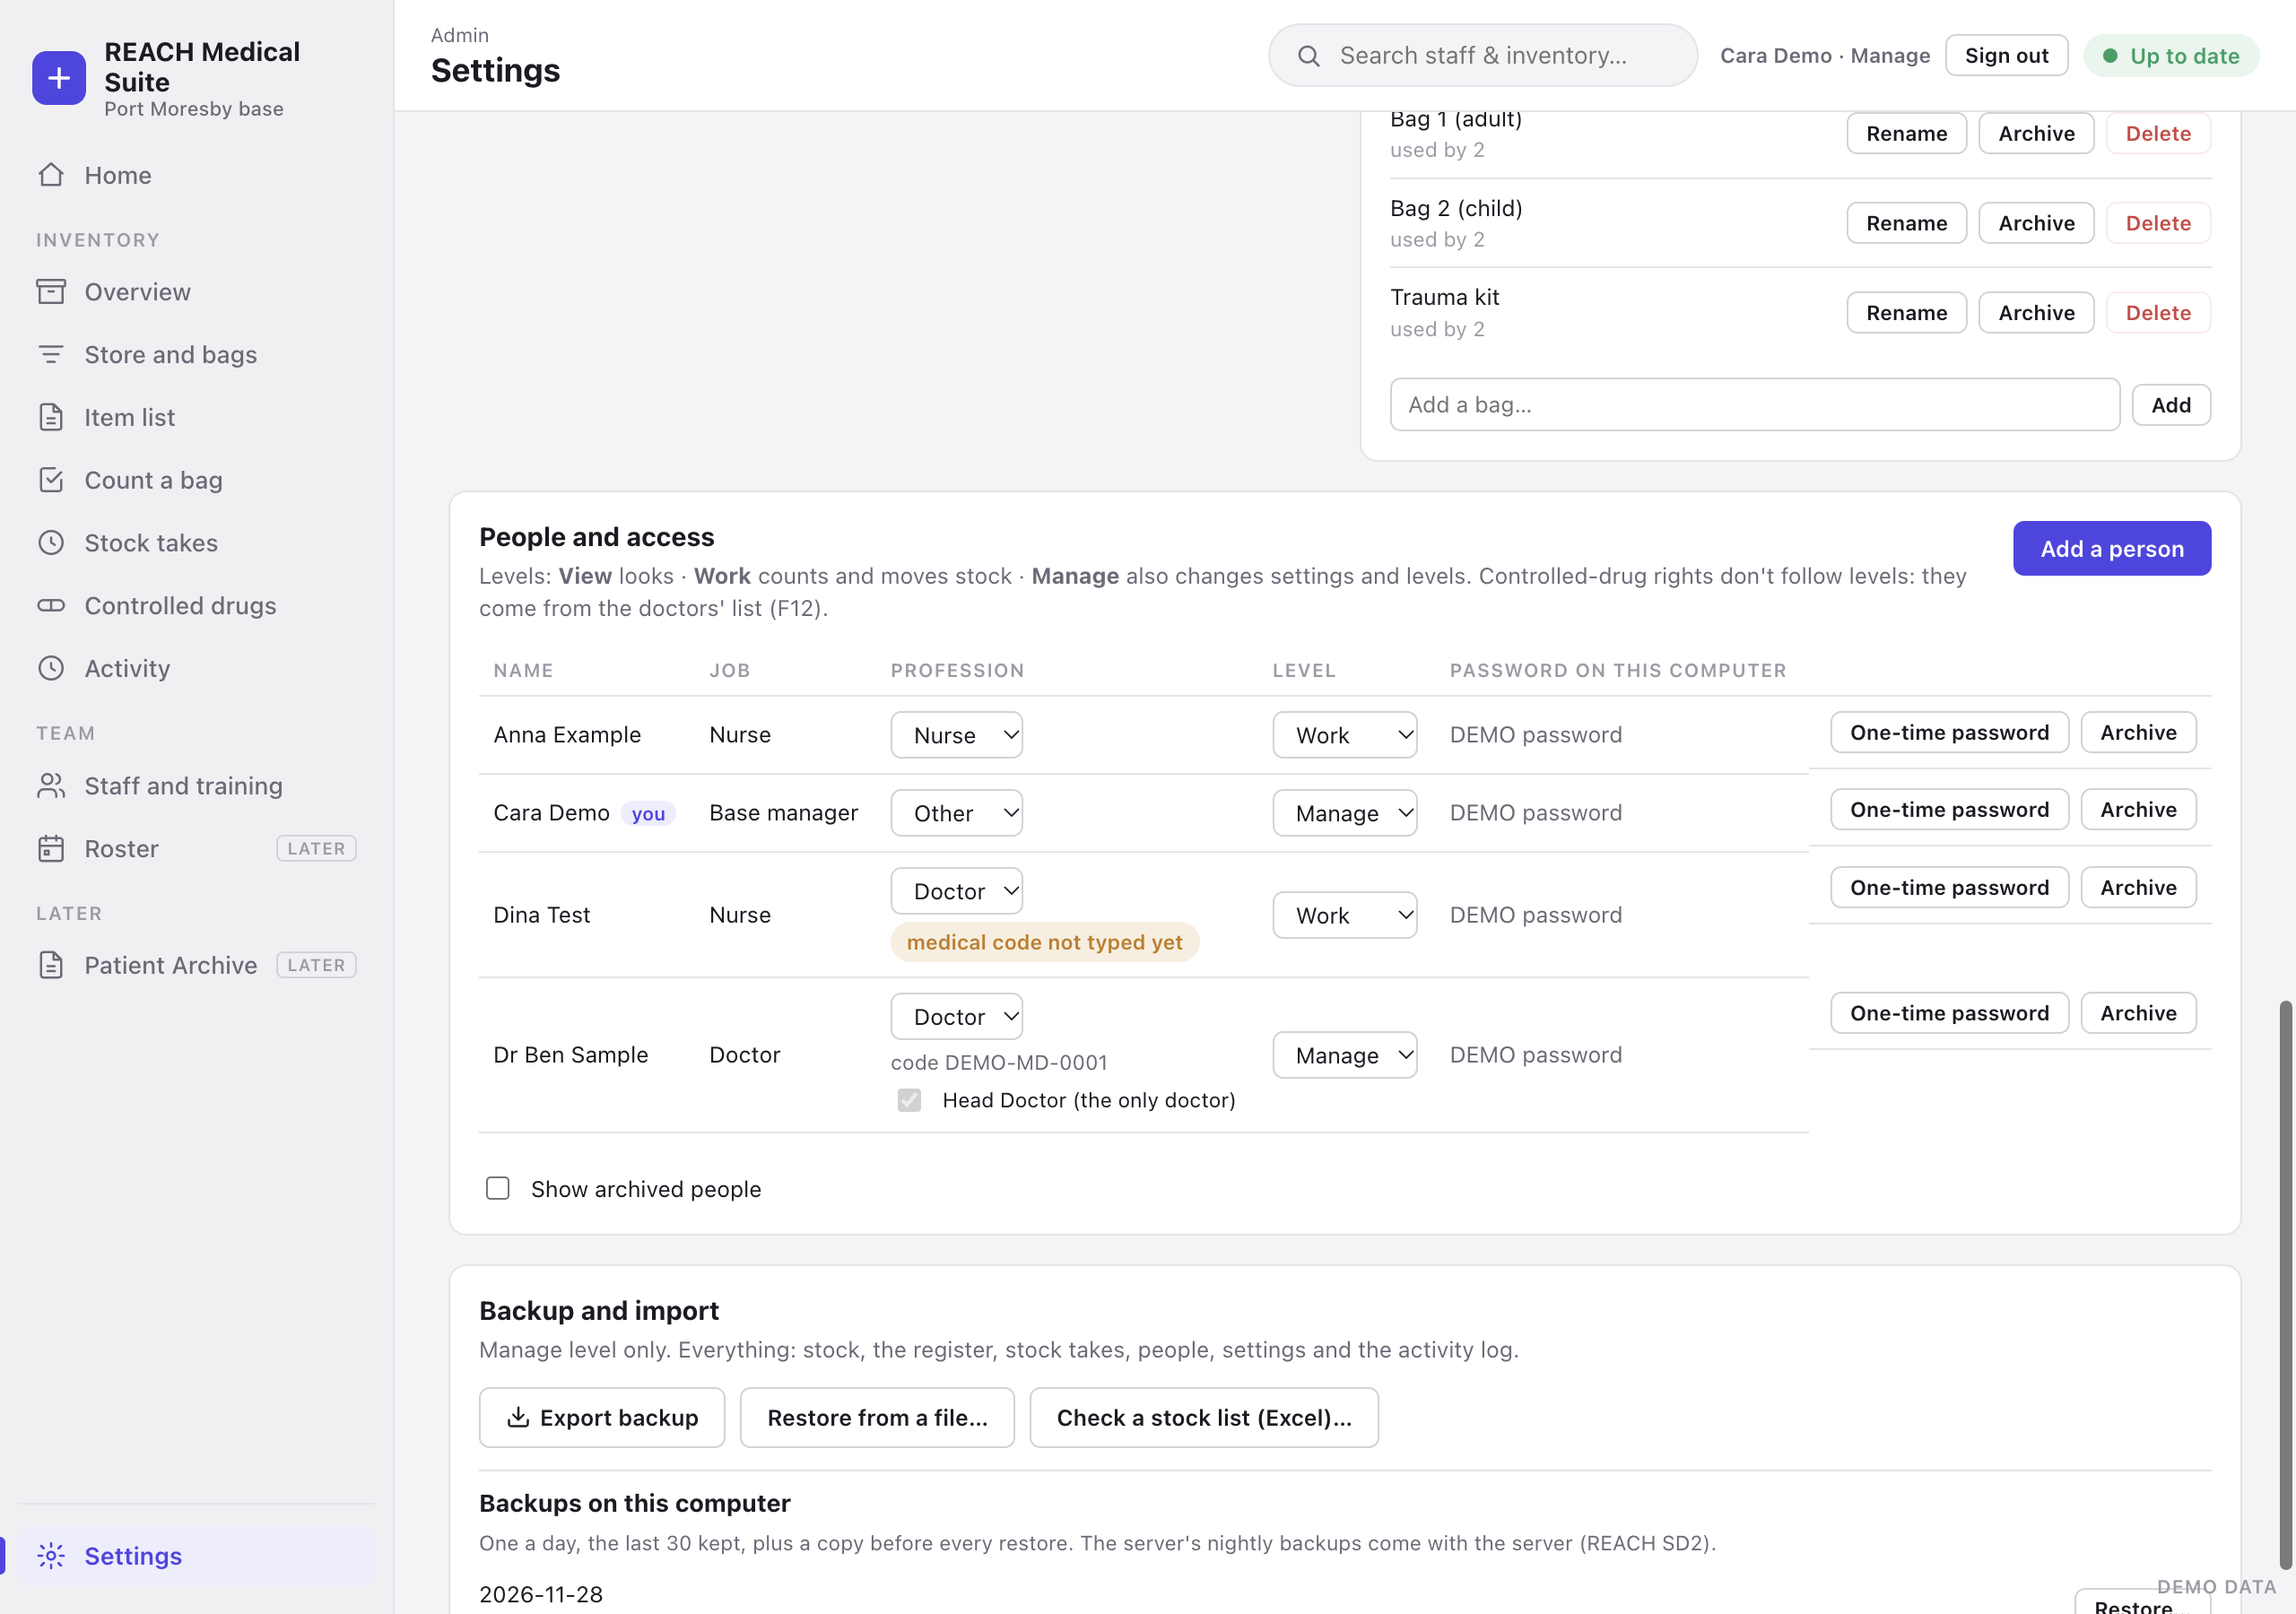 REACH Medical
Suite
Port Moresby base
Home
INVENTORY
Overview
Store and bags
Item list
Count a bag
Stock takes
Controlled drugs
Activity
TEAM
Staff and training
Roster LATER
LATER
Patient Archive LATER
Settings
Admin
Settings
Search staff & inventory...
Cara Demo · Manage
Sign out
Up to date
Bag 1 (adult)
used by 2
Rename Archive Delete
Bag 2 (child)
used by 2
Rename Archive Delete
Trauma kit
used by 2
Rename Archive Delete
Add a bag...
Add
People and access
Add a person
Levels: View looks · Work counts and moves stock · Manage also changes settings and levels. Controlled-drug rights don't follow levels: they
come from the doctors' list (F12).
NAME JOB PROFESSION LEVEL PASSWORD ON THIS COMPUTER
Anna Example Nurse Nurse Work DEMO password One-time password Archive
Cara Demo you Base manager Other Manage DEMO password One-time password Archive
Dina Test Nurse Doctor Work DEMO password One-time password Archive
medical code not typed yet
Dr Ben Sample Doctor Doctor Manage DEMO password One-time password Archive
code DEMO-MD-0001
Head Doctor (the only doctor)
Show archived people
Backup and import
Manage level only. Everything: stock, the register, stock takes, people, settings and the activity log.
Export backup
Restore from a file...
Check a stock list (Excel)...
Backups on this computer
One a day, the last 30 kept, plus a copy before every restore. The server's nightly backups come with the server (REACH SD2).
2026-11-28
Restore...
DEMO DATA